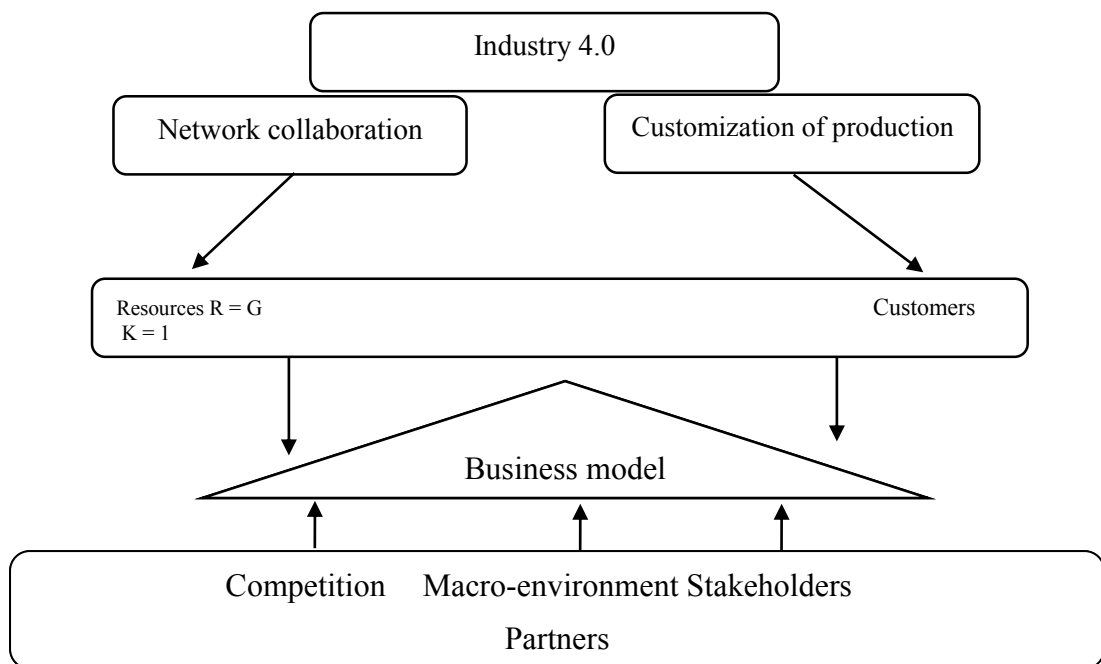 Industry 4.0
Network collaboration
Customization of production
Resources R = G
K = 1
Customers
Business model
Competition Macro-environment Stakeholders
Partners